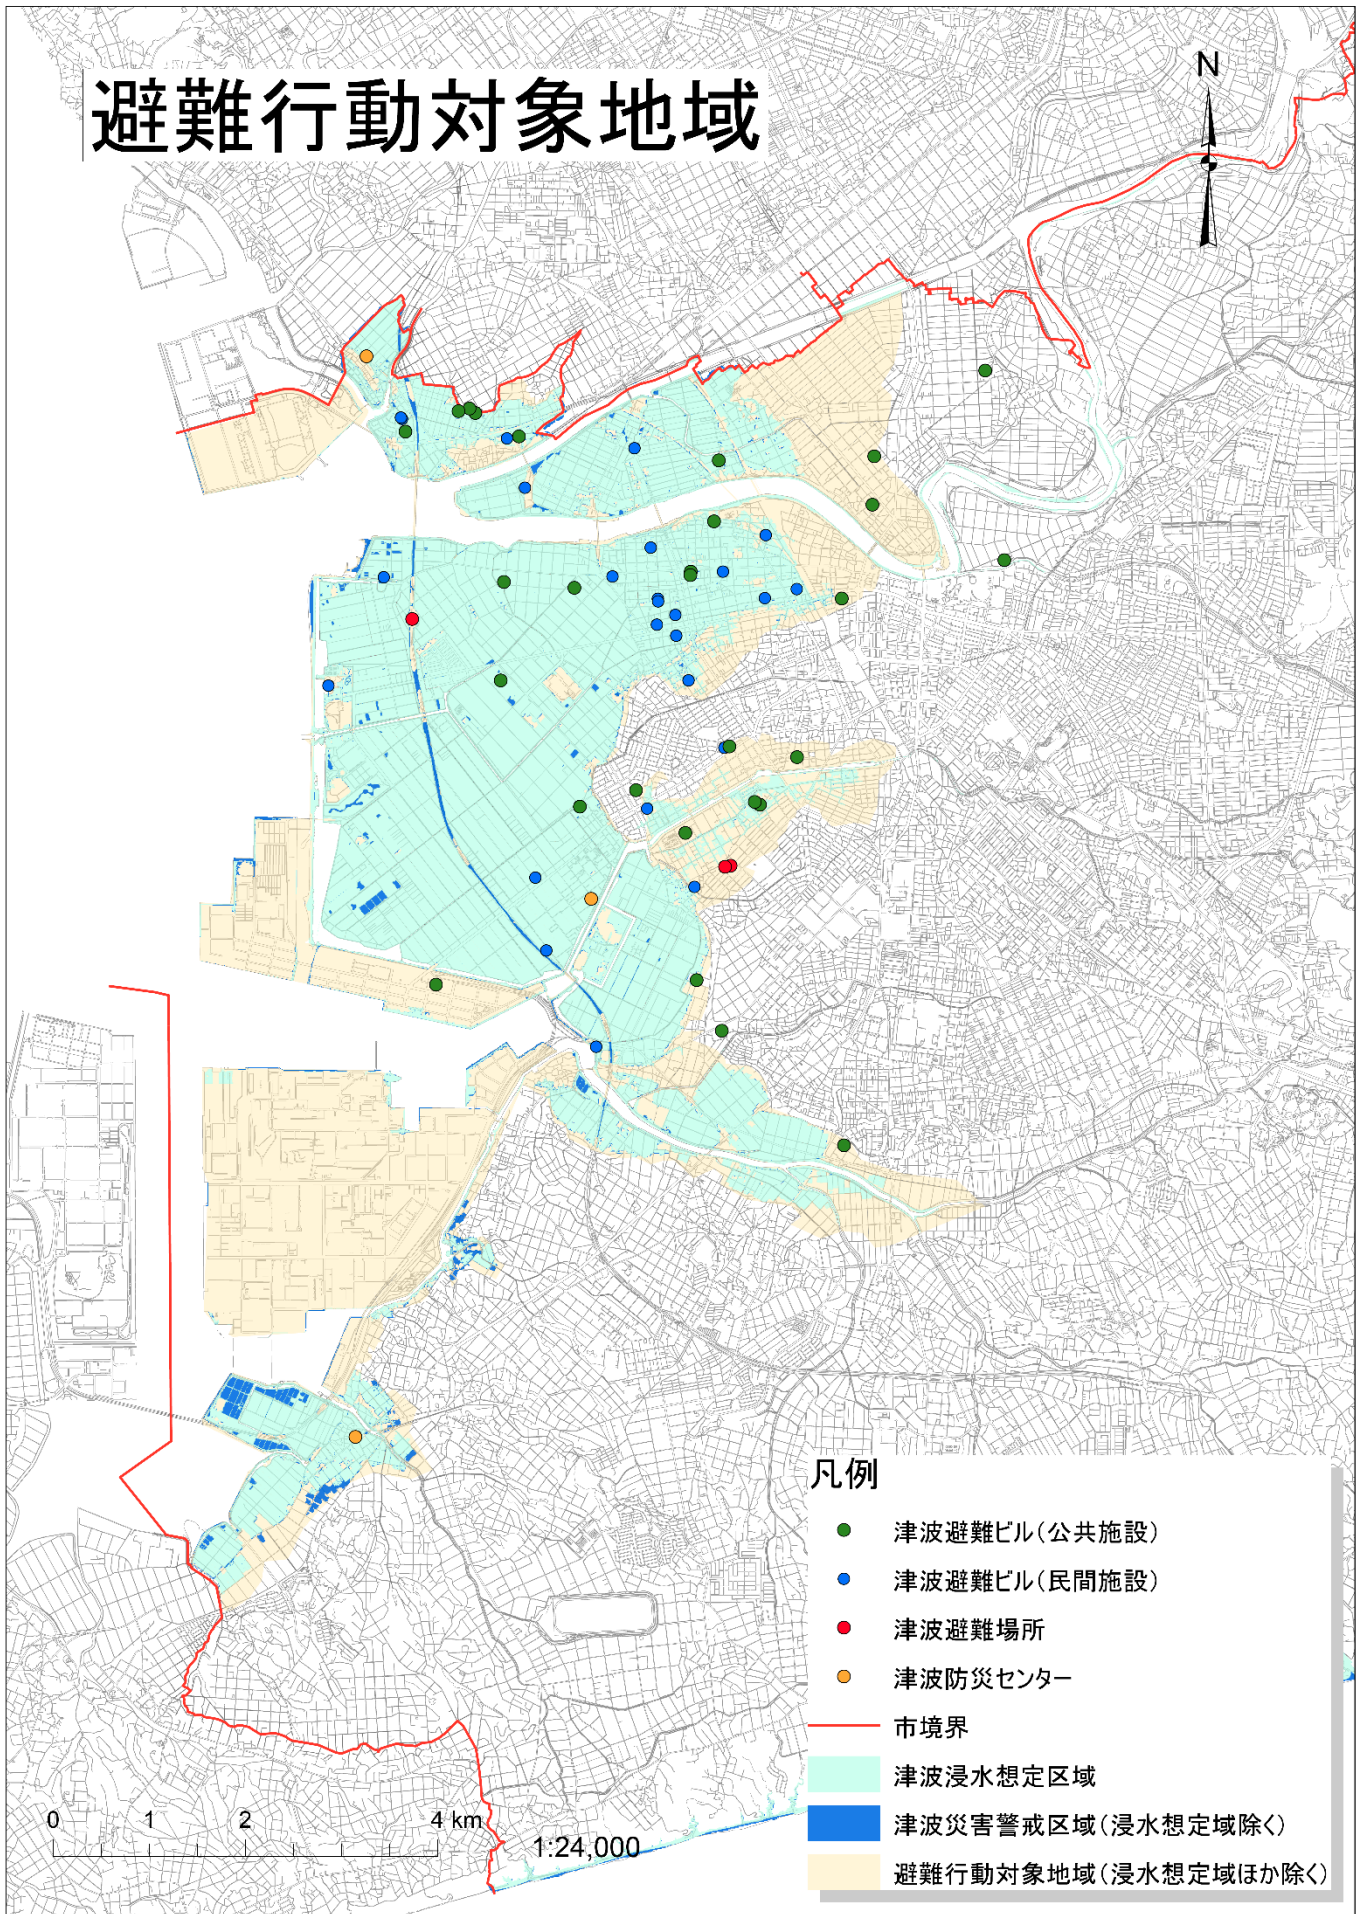 避難行動対象地域
N
凡例
津波避難ビル(公共施設)
津波避難ビル(民間施設)
津波避難場所
津波防災センター
市境界
津波浸水想定区域
津波災害警戒区域(浸水想定域除く)
避難行動対象地域(浸水想定域ほか除く)
0 1 2 4 km
1:24,000